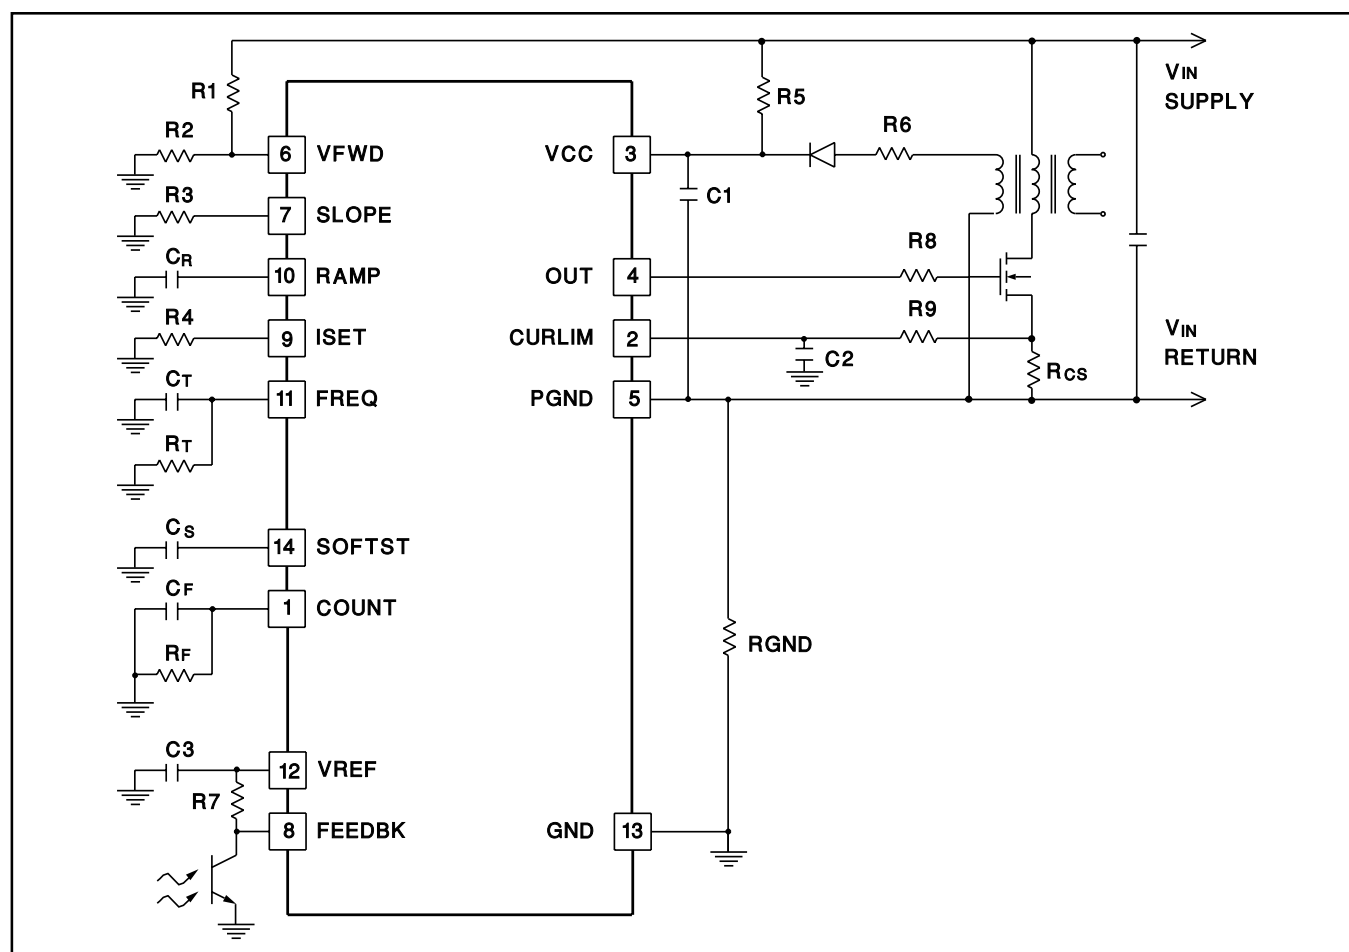 R1
R2
6 VFWD
R3
7 SLOPE
CR
10 RAMP
R4
9 ISET
CT
11 FREQ
RT
CS
14 SOFTST
CF
1 COUNT
RF
C3
12 VREF
R7
8 FEEDBK
VCC 3
OUT 4
CURLIM 2
PGND 5
GND 13
R5
R6
C1
R8
R9
C2
RCS
RGND
VIN
SUPPLY
VIN
RETURN